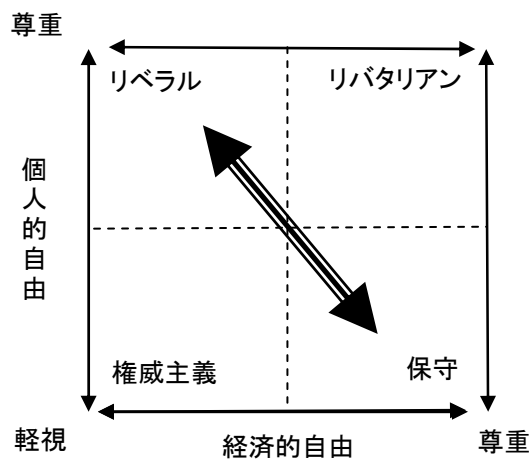 尊重
リベラル
リバタリアン
個人的自由
権威主義
保守
軽視
経済的自由
尊重